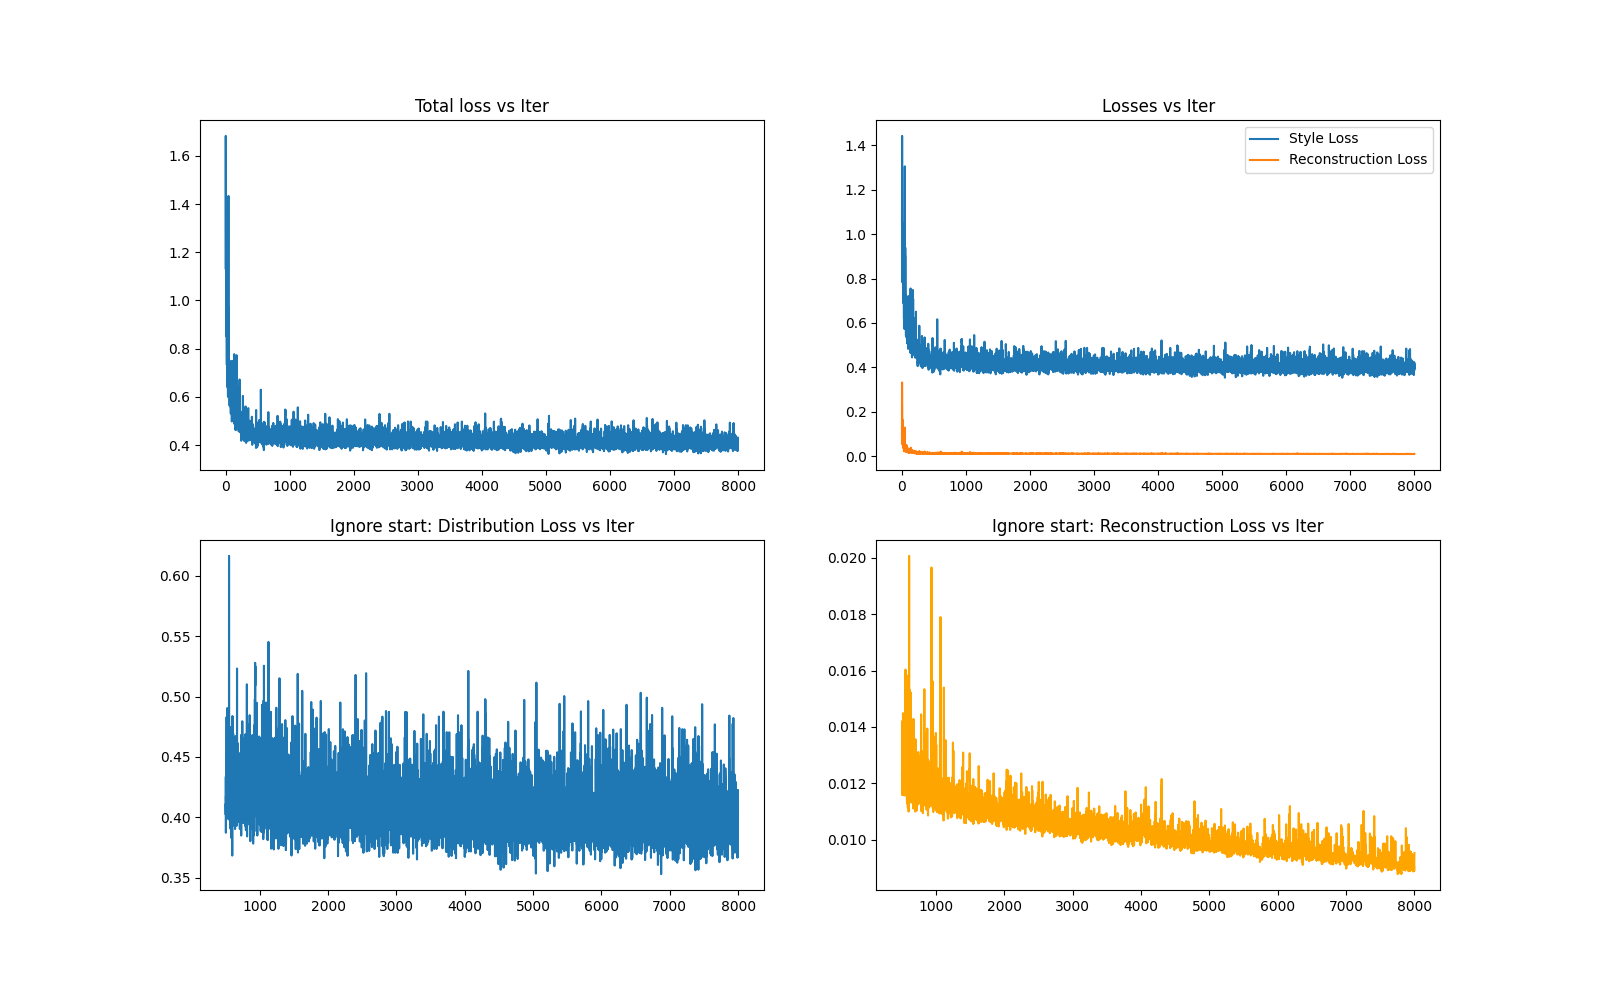 Total loss vs Iter
1.6
1.4
1.2
1.0
0.8
0.6
0.4
0 1000 2000 3000 4000 5000 6000 7000 8000
Losses vs Iter
Style Loss
Reconstruction Loss
1.4
1.2
1.0
0.8
0.6
0.4
0.2
0.0
0 1000 2000 3000 4000 5000 6000 7000 8000
Ignore start: Distribution Loss vs Iter
0.60
0.55
0.50
0.45
0.40
0.35
1000 2000 3000 4000 5000 6000 7000 8000
Ignore start: Reconstruction Loss vs Iter
0.020
0.018
0.016
0.014
0.012
0.010
1000 2000 3000 4000 5000 6000 7000 8000